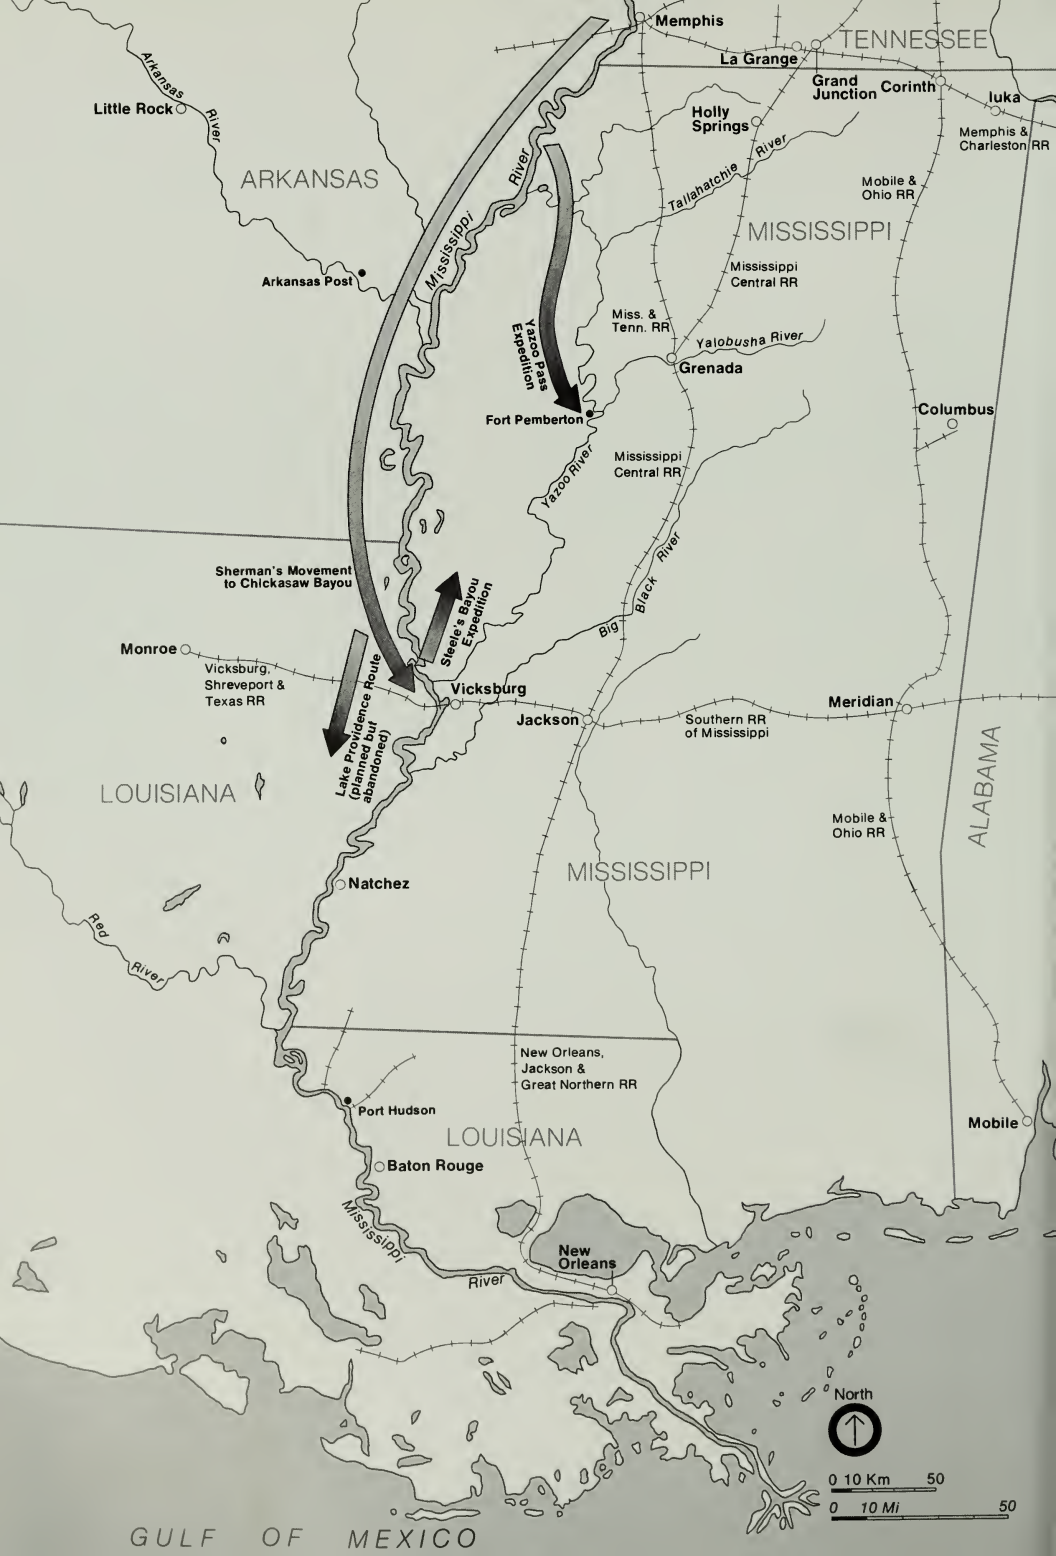 Memphis
TENNESSEE
La Grange
Grand
Junction
Corinth
Iuka
Memphis &
Charleston RR
Arkansas
River
Little Rock
Holly
Springs
River
Tallahatchie River
Mobile &
Ohio RR
ARKANSAS
MISSISSIPPI
Mississippi
Arkansas Post
Mississippi
Central RR
Miss. &
Tenn. RR
Yalobusha River
Yazoo Pass
Expedition
Grenada
Fort Pemberton
Columbus
Mississippi
Central RR
Yazoo River
Sherman's Movement
to Chickasaw Bayou
Steele's Bayou
Expedition
Big Black River
Monroe
Vicksburg,
Shreveport &
Texas RR
Lake Providence Route
(planned but
abandoned)
Vicksburg
Jackson
Southern RR
of Mississippi
Meridian
LOUISIANA
ALABAMA
Mobile &
Ohio RR
MISSISSIPPI
Natchez
Red
River
New Orleans,
Jackson &
Great Northern RR
Port Hudson
Mobile
LOUISIANA
Baton Rouge
Mississippi
River
New
Orleans
North
0 10 Km 50
0 10 Mi 50
GULF OF MEXICO